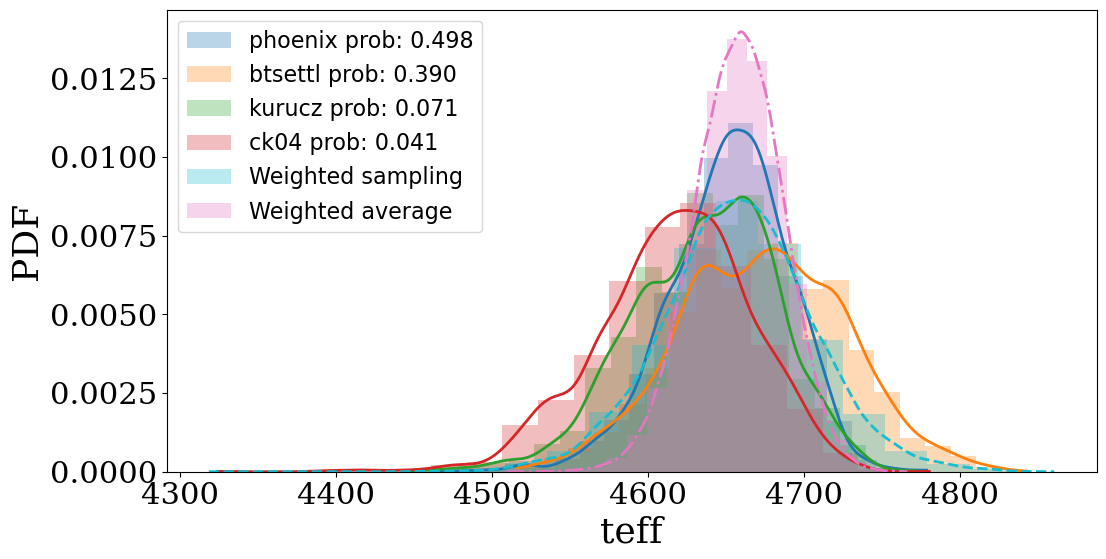 phoenix prob: 0.498
btsettl prob: 0.390
kurucz prob: 0.071
ck04 prob: 0.041
Weighted sampling
Weighted average
PDF
0.0125
0.0100
0.0075
0.0050
0.0025
0.0000
4300 4400 4500 4600 4700 4800
teff